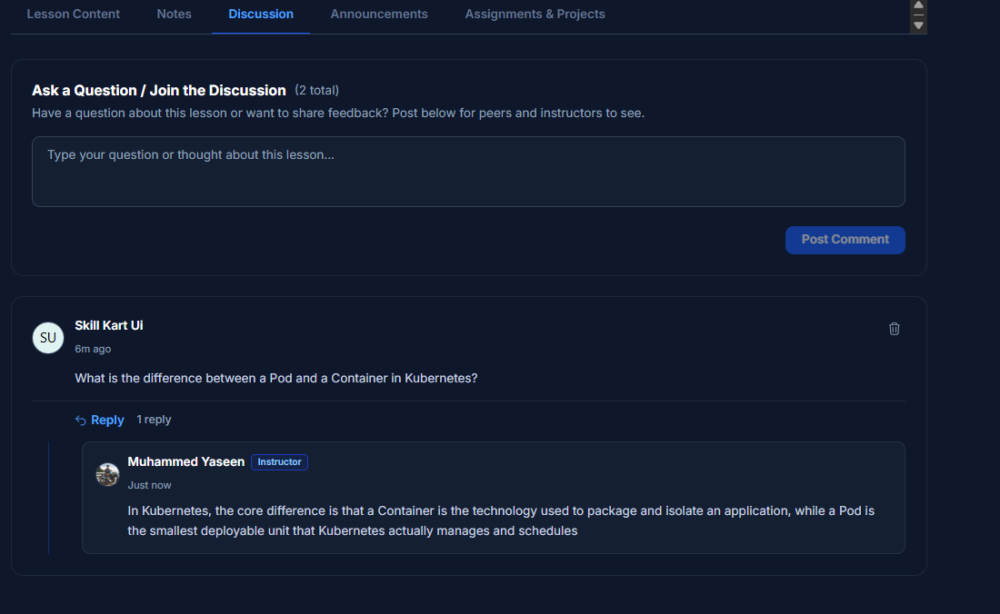 Lesson Content Notes Discussion Announcements Assignments & Projects
Ask a Question / Join the Discussion (2 total)
Have a question about this lesson or want to share feedback? Post below for peers and instructors to see.
Type your question or thought about this lesson...
Post Comment
SU
Skill Kart Ui
6m ago
What is the difference between a Pod and a Container in Kubernetes?
Reply 1 reply
Muhammed Yaseen Instructor
Just now
In Kubernetes, the core difference is that a Container is the technology used to package and isolate an application, while a Pod is
the smallest deployable unit that Kubernetes actually manages and schedules